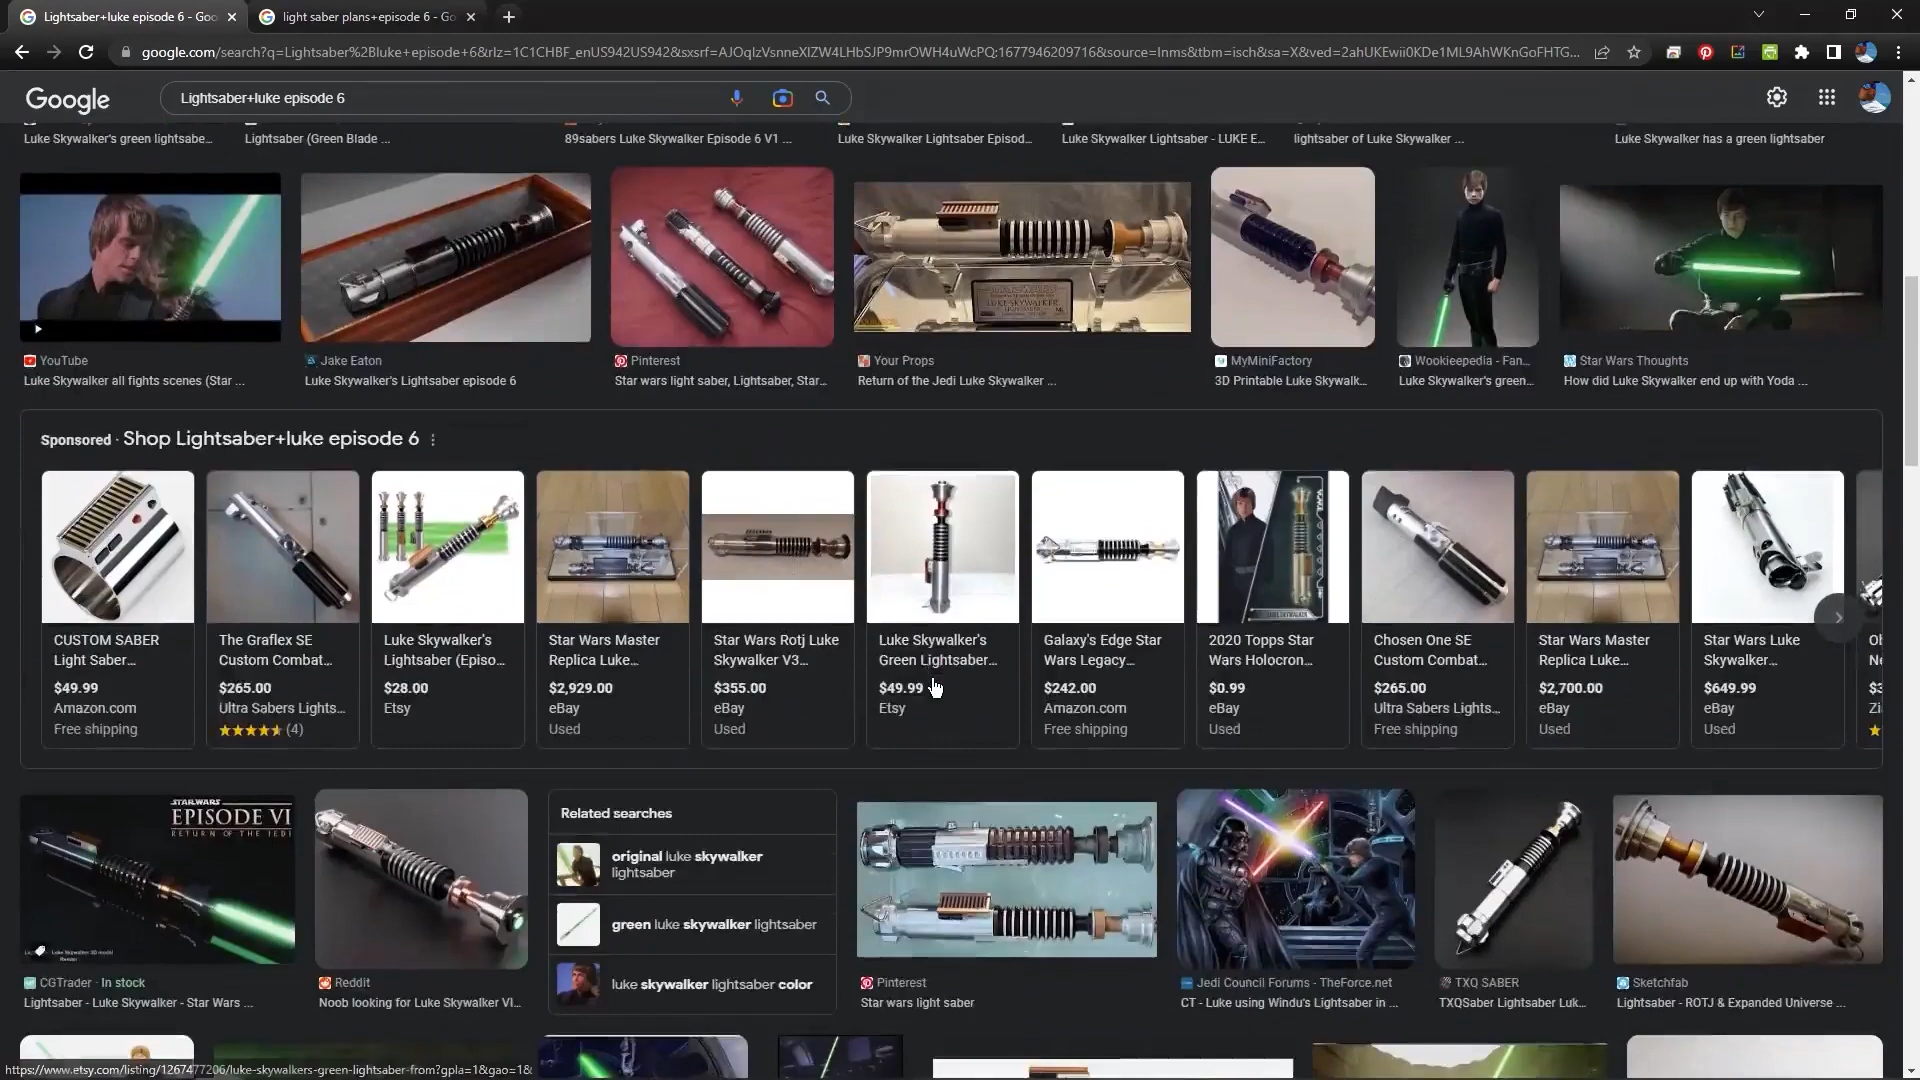 Lightsaber+luke episode 6 - Goo
light saber plans+episode 6 - Go
google.com/search?q=Lightsaber%2Bluke+episode+6&rlz=1C1CHBF_enUS942US942&sxsrf=AJOqlzVsnneXlZW4LHbSJP9mrOWH4uWcPQ:1677946209716&source=lnms&tbm=isch&sa=X&ved=2ahUKEwii0KDe1ML9AhWKnGoFHTG...
Google
Lightsaber+luke episode 6
Luke Skywalker's green lightsabe...
Lightsaber (Green Blade ...
89sabers Luke Skywalker Episode 6 V1 ...
Luke Skywalker Lightsaber Episod...
Luke Skywalker Lightsaber - LUKE E...
lightsaber of Luke Skywalker ...
Luke Skywalker has a green lightsaber
LUKE SKYWALKER
YouTube
Luke Skywalker all fights scenes (Star ...
Jake Eaton
Luke Skywalker's Lightsaber episode 6
Pinterest
Star wars light saber, Lightsaber, Star...
Your Props
Return of the Jedi Luke Skywalker ...
MyMiniFactory
3D Printable Luke Skywalk...
Wookieepedia - Fan...
Luke Skywalker's green...
Star Wars Thoughts
How did Luke Skywalker end up with Yoda ...
Sponsored · Shop Lightsaber+luke episode 6
CUSTOM SABER
Light Saber...
$49.99
Amazon.com
Free shipping
The Graflex SE
Custom Combat...
$265.00
Ultra Sabers Lights...
(4)
Luke Skywalker's
Lightsaber (Episo...
$28.00
Etsy
Star Wars Master
Replica Luke...
$2,929.00
eBay
Used
Star Wars Rotj Luke
Skywalker V3...
$355.00
eBay
Used
Luke Skywalker's
Green Lightsaber...
$49.99
Etsy
Galaxy's Edge Star
Wars Legacy...
$242.00
Amazon.com
Free shipping
2020 Topps Star
Wars Holocron...
$0.99
eBay
Used
Chosen One SE
Custom Combat...
$265.00
Ultra Sabers Lights...
Free shipping
Star Wars Master
Replica Luke...
$2,700.00
eBay
Used
Star Wars Luke
Skywalker...
$649.99
eBay
Used
STAR WARS
EPISODE VI
RETURN OF THE JEDI
CGTrader · In stock
Lightsaber - Luke Skywalker - Star Wars ...
Reddit
Noob looking for Luke Skywalker VI...
Related searches
original luke skywalker
lightsaber
green luke skywalker lightsaber
luke skywalker lightsaber color
Pinterest
Star wars light saber
Jedi Council Forums - TheForce.net
CT - Luke using Windu's Lightsaber in ...
TXQ SABER
TXQSaber Lightsaber Luk...
Sketchfab
Lightsaber - ROTJ & Expanded Universe ...
https://www.etsy.com/listing/1267477206/luke-skywalkers-green-lightsaber-from?gpla=1&gao=1&